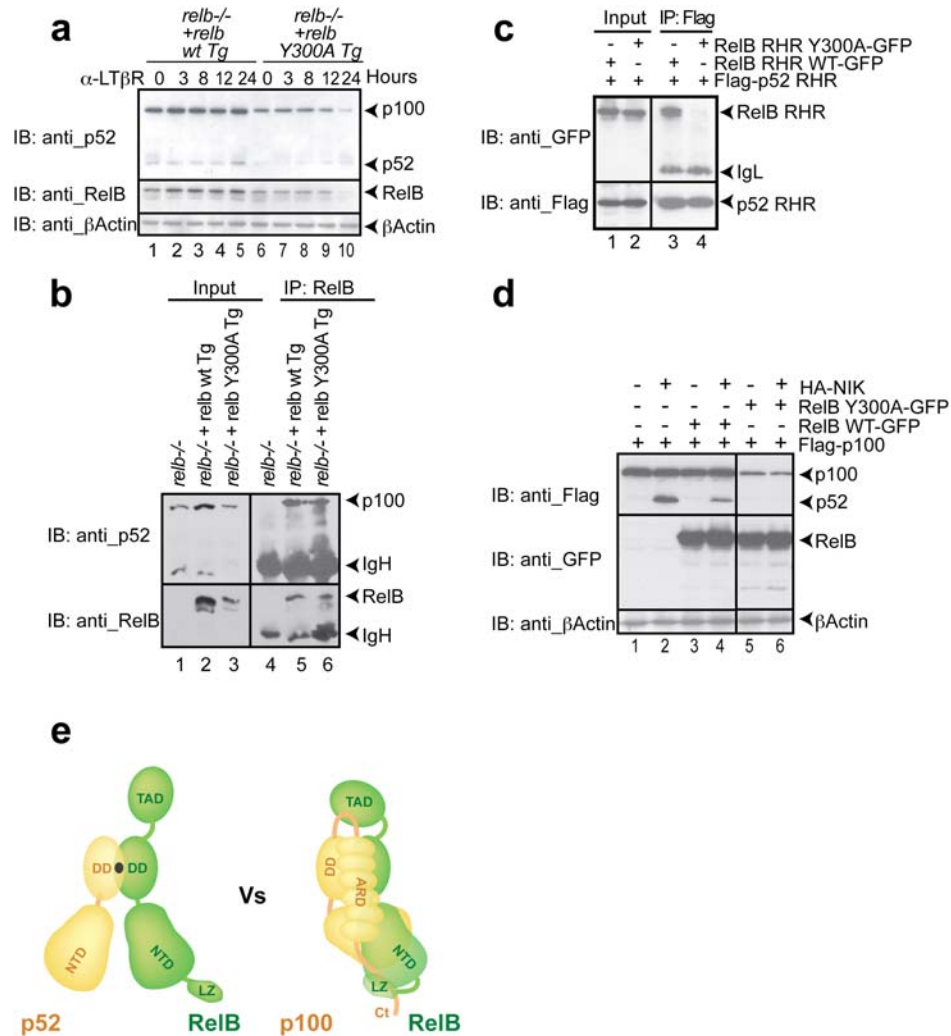 a
relb-/- +relb wt Tg
relb-/- +relb Y300A Tg
α-LTβR 0 3 8 12 24 0 3 8 12 24 Hours
IB: anti_p52
p100
p52
IB: anti_RelB
RelB
IB: anti_βActin
βActin
1 2 3 4 5 6 7 8 9 10
b
Input
IP: RelB
relb-/-
relb-/- + relb wt Tg
relb-/- + relb Y300A Tg
relb-/-
relb-/- + relb wt Tg
relb-/- + relb Y300A Tg
IB: anti_p52
p100
IgH
IB: anti_RelB
RelB
IgH
1 2 3 4 5 6
c
Input
IP: Flag
- + - + RelB RHR Y300A-GFP
+ - + - RelB RHR WT-GFP
+ + + + Flag-p52 RHR
IB: anti_GFP
RelB RHR
IgL
IB: anti_Flag
p52 RHR
1 2 3 4
d
- + - + - + HA-NIK
- - - - + + RelB Y300A-GFP
- - + + - - RelB WT-GFP
+ + + + + + Flag-p100
IB: anti_Flag
p100
p52
IB: anti_GFP
RelB
IB: anti_βActin
βActin
1 2 3 4 5 6
e
TAD
DD DD
NTD
NTD
LZ
p52
RelB
Vs
TAD
DD
ARD
NTD
LZ
Ct
p100
RelB